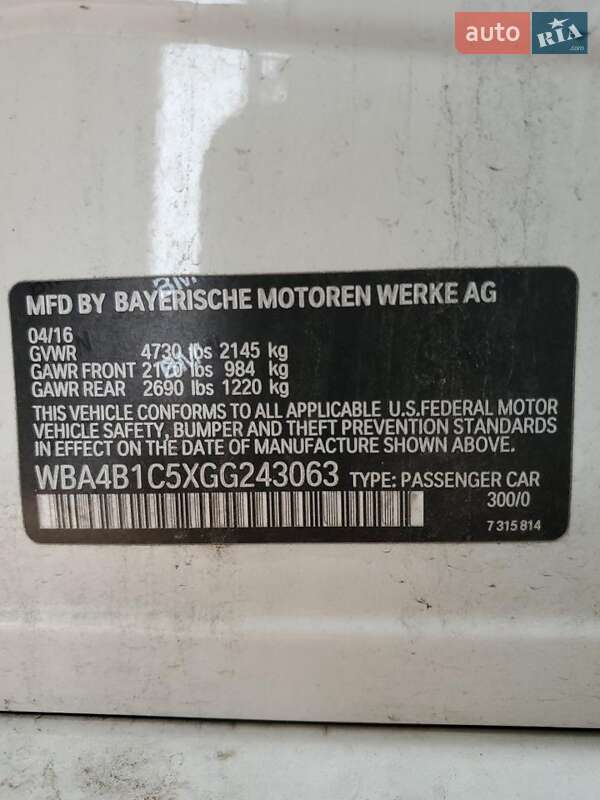 auto RIA .com
MFD BY BAYERISCHE MOTOREN WERKE AG
04/16
GVWR 4730 lbs 2145 kg
GAWR FRONT 2170 lbs 984 kg
GAWR REAR 2690 lbs 1220 kg
THIS VEHICLE CONFORMS TO ALL APPLICABLE U.S.FEDERAL MOTOR
VEHICLE SAFETY, BUMPER AND THEFT PREVENTION STANDARDS
IN EFFECT ON THE DATE OF MANUFACTURE SHOWN ABOVE.
WBA4B1C5XGG243063 TYPE: PASSENGER CAR
300/0
7 315 814